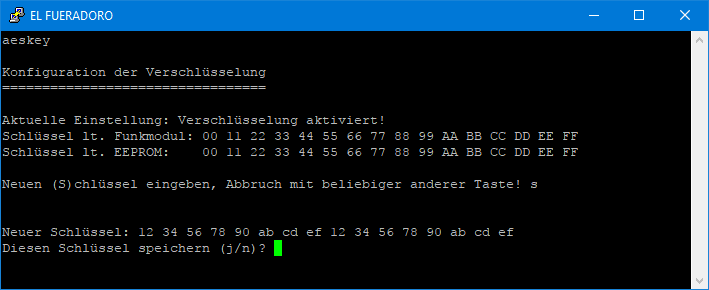 EL FUERADORO
aeskey
Konfiguration der Verschlüsselung
=================================
Aktuelle Einstellung: Verschlüsselung aktiviert!
Schlüssel lt. Funkmodul: 00 11 22 33 44 55 66 77 88 99 AA BB CC DD EE FF
Schlüssel lt. EEPROM:    00 11 22 33 44 55 66 77 88 99 AA BB CC DD EE FF
Neuen (S)chlüssel eingeben, Abbruch mit beliebiger anderer Taste! s
Neuer Schlüssel: 12 34 56 78 90 ab cd ef 12 34 56 78 90 ab cd ef
Diesen Schlüssel speichern (j/n)?